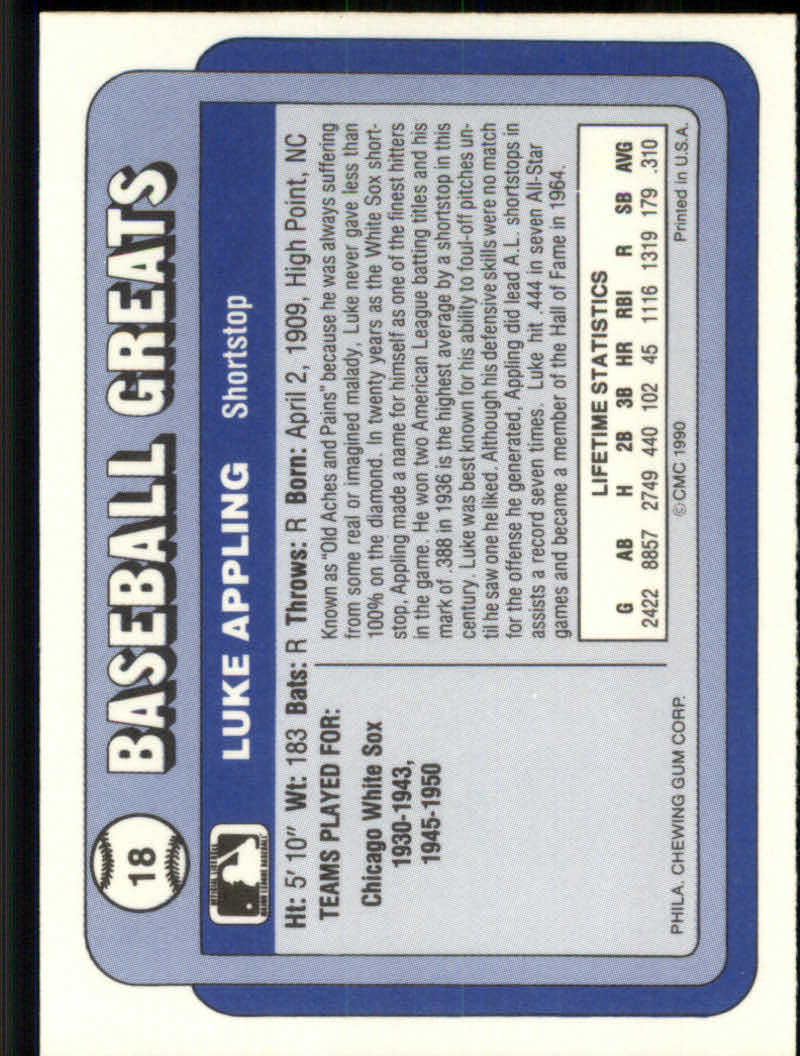 18
BASEBALL GREATS
LUKE APPLING Shortstop
Ht: 5' 10" Wt: 183 Bats: R Throws: R Born: April 2, 1909, High Point, NC
TEAMS PLAYED FOR:
Chicago White Sox
1930-1943,
1945-1950
Known as "Old Aches and Pains" because he was always suffering
from some real or imagined malady, Luke never gave less than
100% on the diamond. In twenty years as the White Sox short-
stop, Appling made a name for himself as one of the finest hitters
in the game. He won two American League batting titles and his
mark of .388 in 1936 is the highest average by a shortstop in this
century. Luke was best known for his ability to foul-off pitches un-
til he saw one he liked. Although his defensive skills were no match
for the offense he generated, Appling did lead A.L. shortstops in
assists a record seven times. Luke hit .444 in seven All-Star
games and became a member of the Hall of Fame in 1964.
LIFETIME STATISTICS
G AB H 2B 3B HR RBI R SB AVG
2422 8857 2749 440 102 45 1116 1319 179 .310
PHILA. CHEWING GUM CORP. © CMC 1990 Printed in U.S.A.